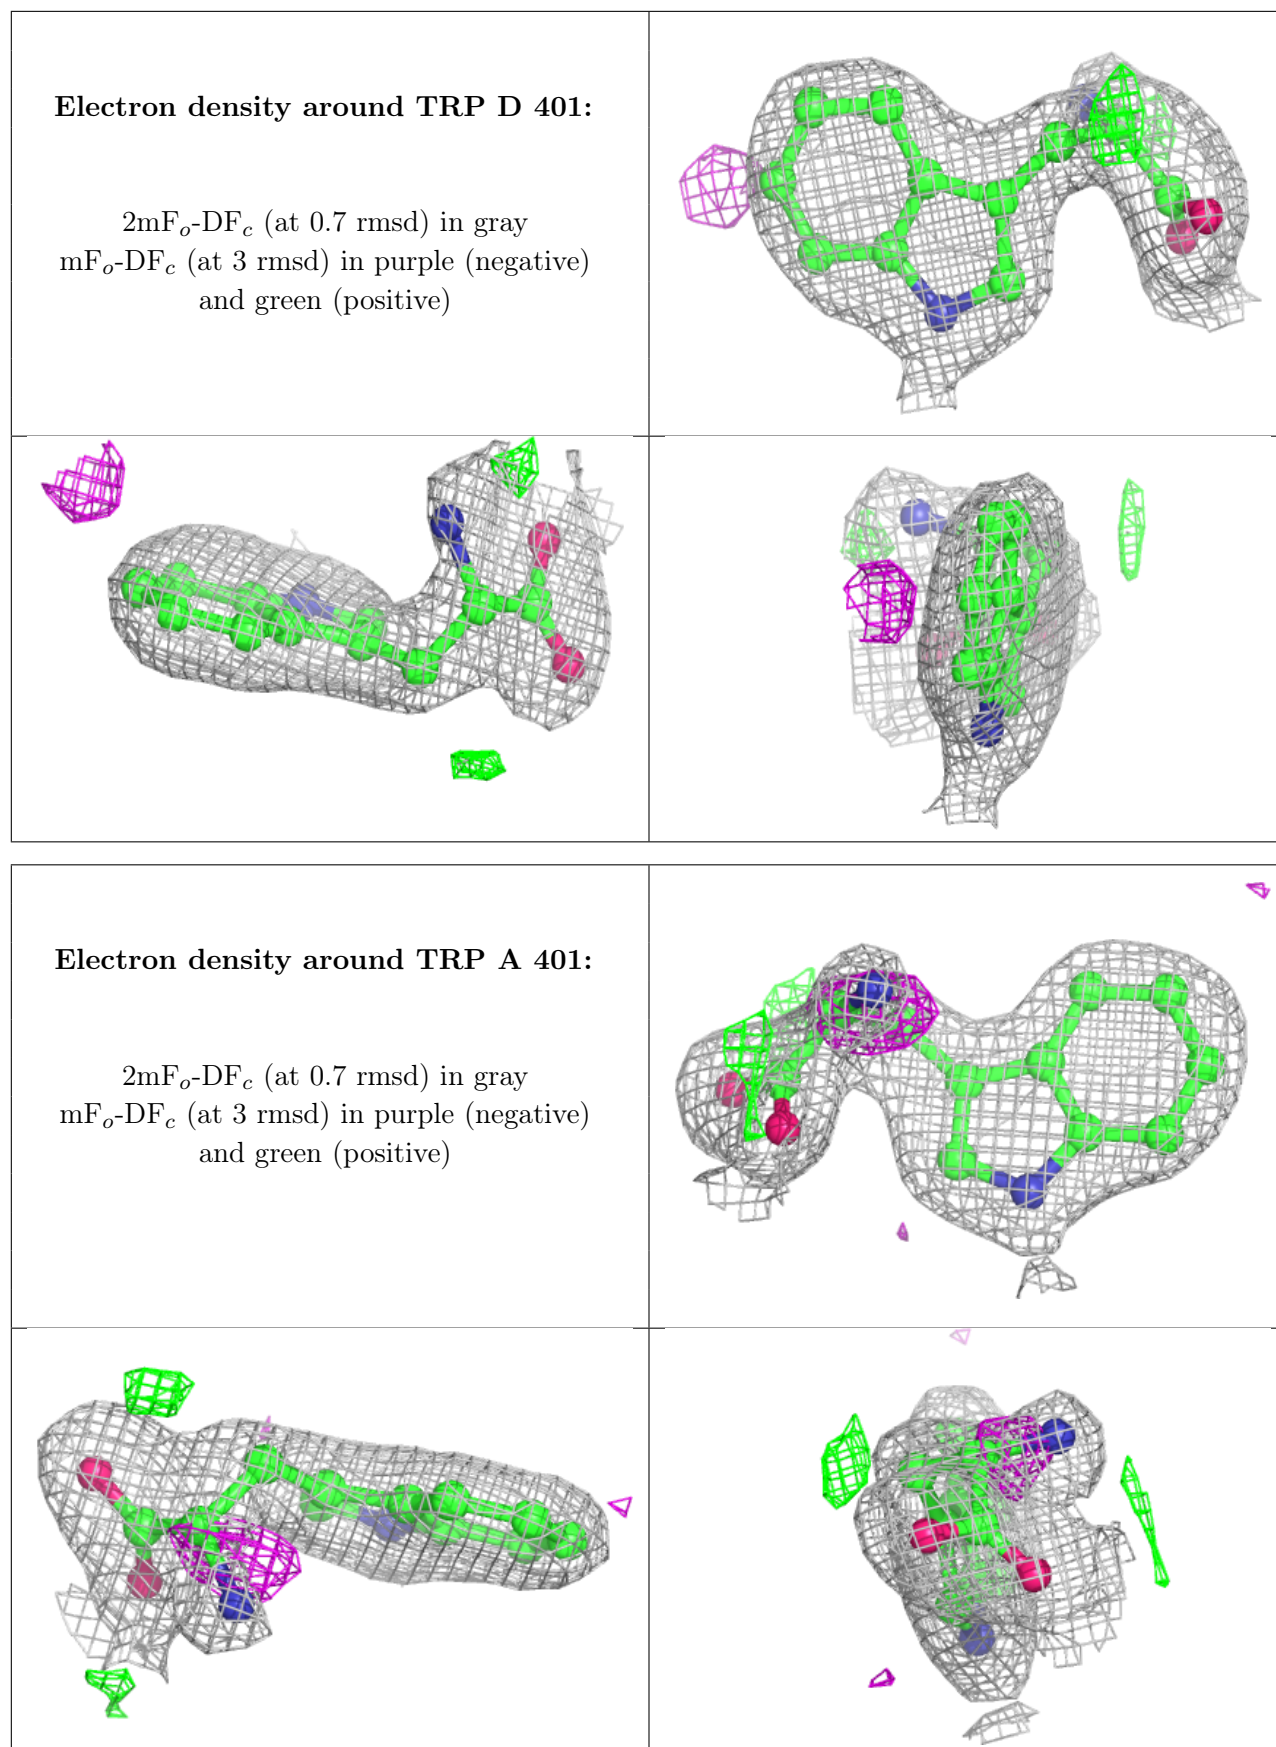 Electron density around TRP D 401:
2mFo-DFc (at 0.7 rmsd) in gray
mFo-DFc (at 3 rmsd) in purple (negative)
and green (positive)
Electron density around TRP A 401:
2mFo-DFc (at 0.7 rmsd) in gray
mFo-DFc (at 3 rmsd) in purple (negative)
and green (positive)